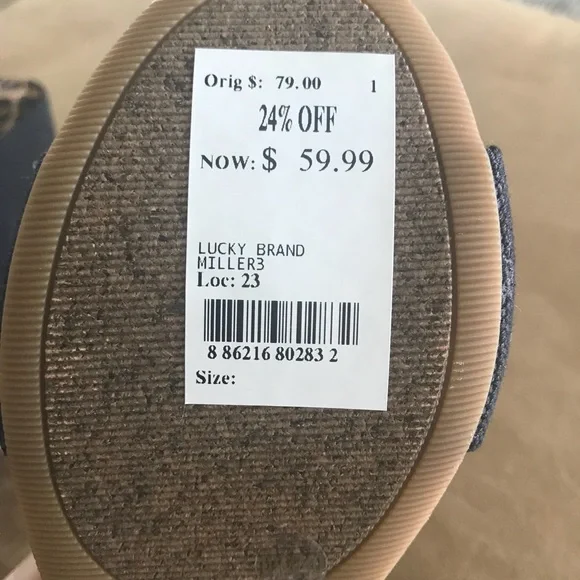 Orig $: 79.00 1
24% OFF
NOW: $ 59.99
LUCKY BRAND
MILLER3
Loc: 23
8 86216 80283 2
Size: